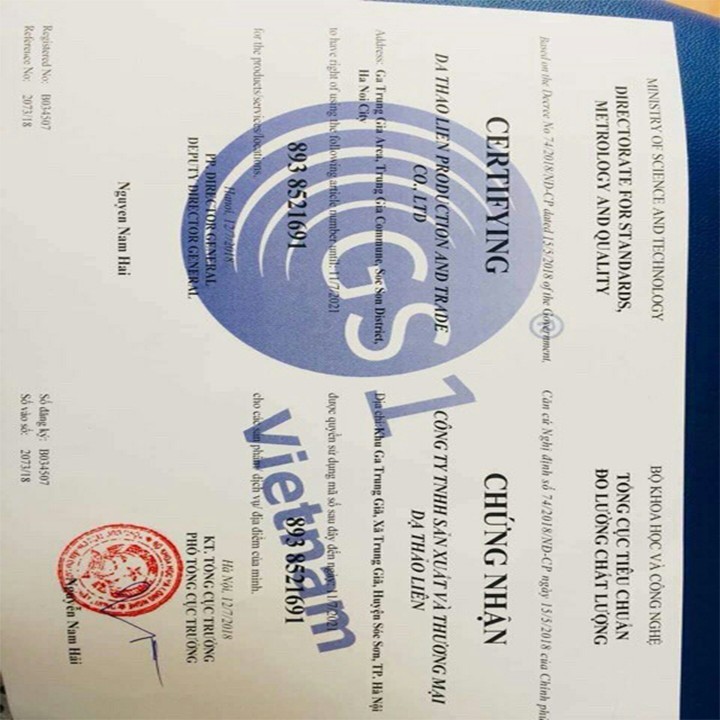 MINISTRY OF SCIENCE AND TECHNOLOGY
DIRECTORATE FOR STANDARDS,
METROLOGY AND QUALITY
Based on the Decree No 74/2018/ND-CP dated 15/5/2018 of the Government,
CERTIFYING
DA THAO LIEN PRODUCTION AND TRADE
CO., LTD
Address: Ga Trung Gia Area, Trung Gia Commune, Soc Son District,
Ha Noi City
to have right of using the following article number until: 11/7/2021
893 8521691
for the products/services/locations.
Hanoi, 12/7/2018
PP. DIRECTOR GENERAL
DEPUTY DIRECTOR GENERAL
Nguyen Nam Hai
Registered No: B034507
Reference No: 2073/18
BỘ KHOA HỌC VÀ CÔNG NGHỆ
TỔNG CỤC TIÊU CHUẨN
ĐO LƯỜNG CHẤT LƯỢNG
Căn cứ Nghị định số 74/2018/NĐ-CP ngày 15/5/2018 của Chính
CHỨNG NHẬN
CÔNG TY TNHH SẢN XUẤT VÀ THƯƠNG MẠI
DẠ THẢO LIÊN
Địa chỉ: Khu Ga Trung Giã, Xã Trung Giã, Huyện Sóc Sơn, TP. Hà Nội
được quyền sử dụng mã số sau đây đến ngày: 11/7/2021
893 8521691
cho các sản phẩm/ dịch vụ/ địa điểm của mình.
Hà Nội, 12/7/2018
KT. TỔNG CỤC TRƯỞNG
PHÓ TỔNG CỤC TRƯỞNG
Nguyễn Nam Hải
Số đăng ký: B034507
Số vào sổ: 2073/18
GS1
Vietnam
®